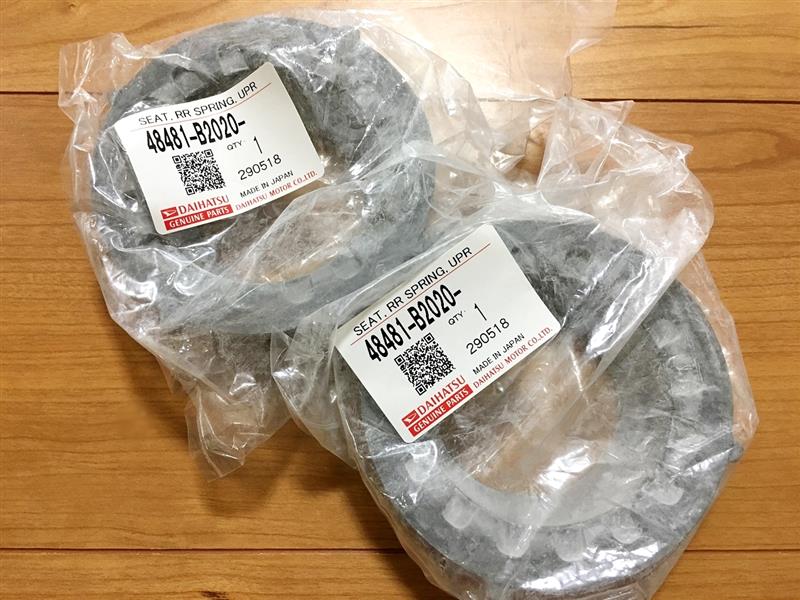 SEAT, RR SPRING, UPR
48481-B2020-
QTY. 1
290518
MADE IN JAPAN
DAIHATSU
GENUINE PARTS
DAIHATSU MOTOR CO.,LTD.
SEAT, RR SPRING, UPR
48481-B2020-
QTY. 1
290518
MADE IN JAPAN
DAIHATSU
GENUINE PARTS
DAIHATSU MOTOR CO.,LTD.